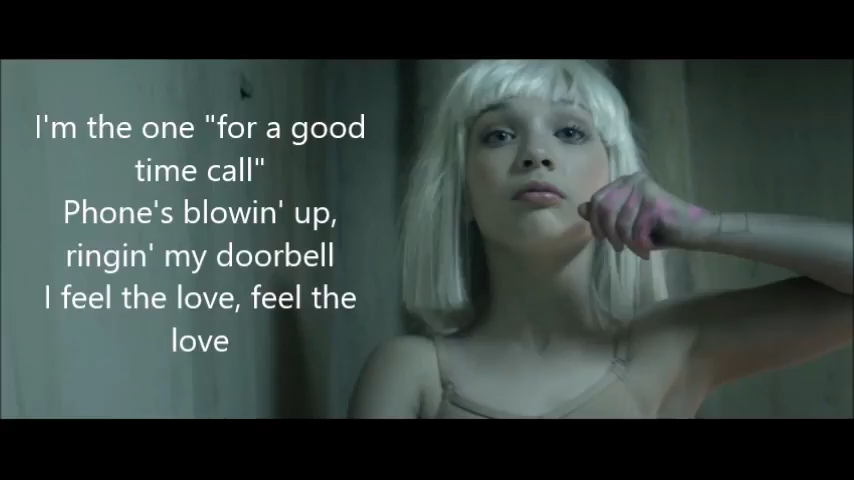 I'm the one "for a good
time call"
Phone's blowin' up,
ringin' my doorbell
I feel the love, feel the
love